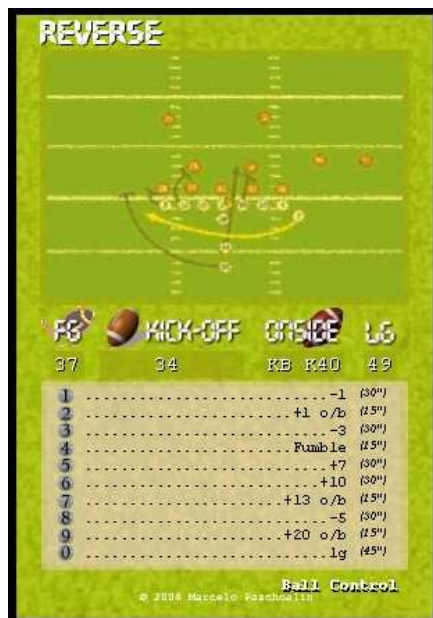 REVERSE
FG KICK-OFF ONSIDE LG
37 34 KB K40 49
1 ........................-1 (30")
2 .....................+1 o/b (15")
3 ........................-3 (30")
4 .....................Fumble (15")
5 ........................+7 (30")
6 .......................+10 (30")
7 ....................+13 o/b (15")
8 ........................-5 (30")
9 ....................+20 o/b (15")
0 ........................lg (45")
Ball Control
© 2004 Marcelo Paschoalin